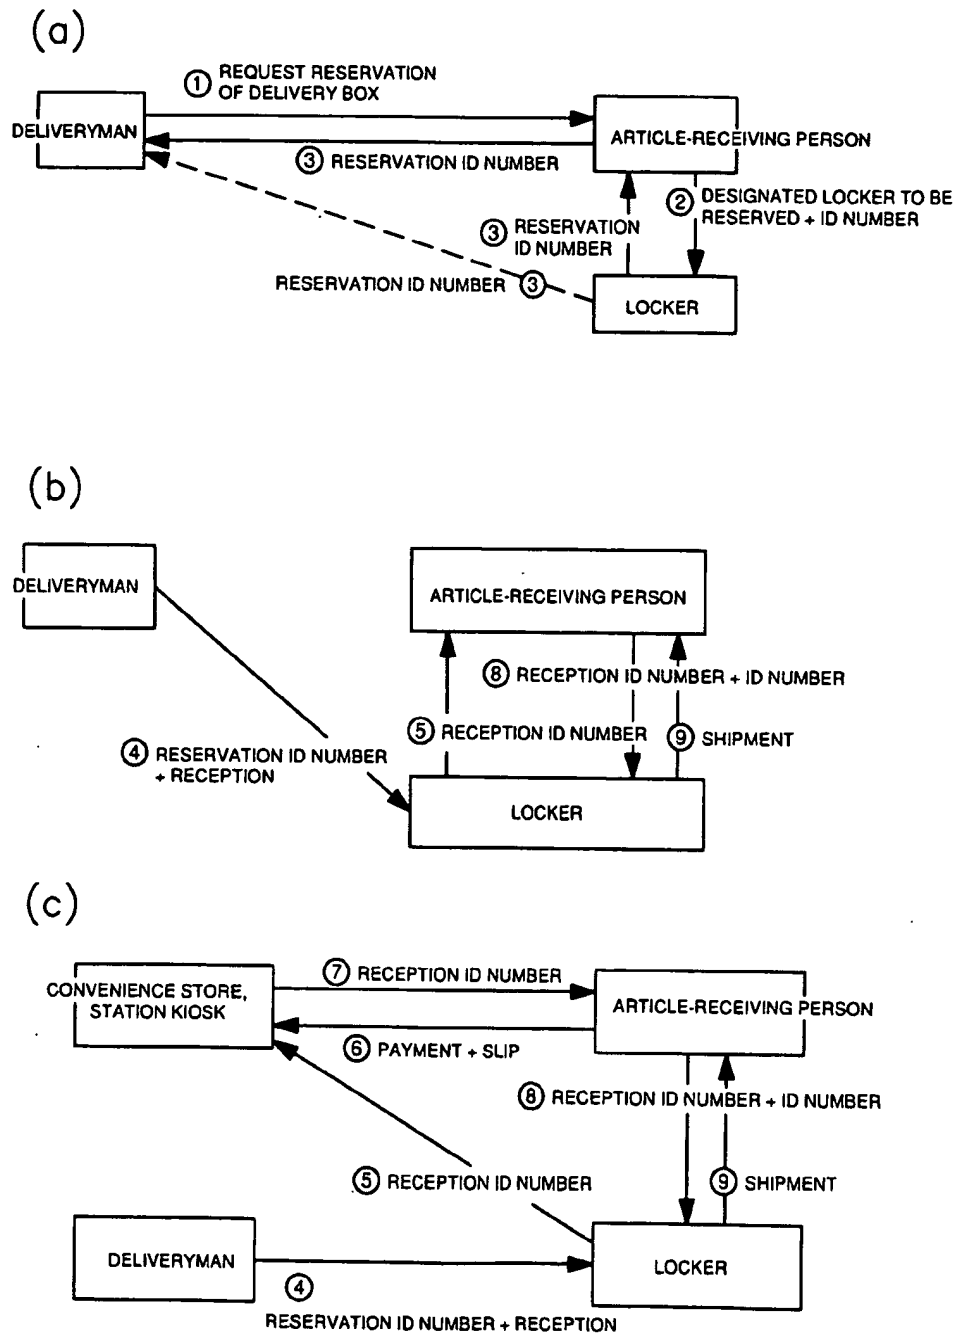 (a)
① REQUEST RESERVATION
OF DELIVERY BOX
DELIVERYMAN
ARTICLE-RECEIVING PERSON
③ RESERVATION ID NUMBER
② DESIGNATED LOCKER TO BE
RESERVED + ID NUMBER
③ RESERVATION
ID NUMBER
RESERVATION ID NUMBER ③
LOCKER
(b)
DELIVERYMAN
ARTICLE-RECEIVING PERSON
⑧ RECEPTION ID NUMBER + ID NUMBER
⑤ RECEPTION ID NUMBER
⑨ SHIPMENT
④ RESERVATION ID NUMBER
+ RECEPTION
LOCKER
(c)
⑦ RECEPTION ID NUMBER
CONVENIENCE STORE,
STATION KIOSK
ARTICLE-RECEIVING PERSON
⑥ PAYMENT + SLIP
⑧ RECEPTION ID NUMBER + ID NUMBER
⑤ RECEPTION ID NUMBER
⑨ SHIPMENT
DELIVERYMAN
LOCKER
④
RESERVATION ID NUMBER + RECEPTION